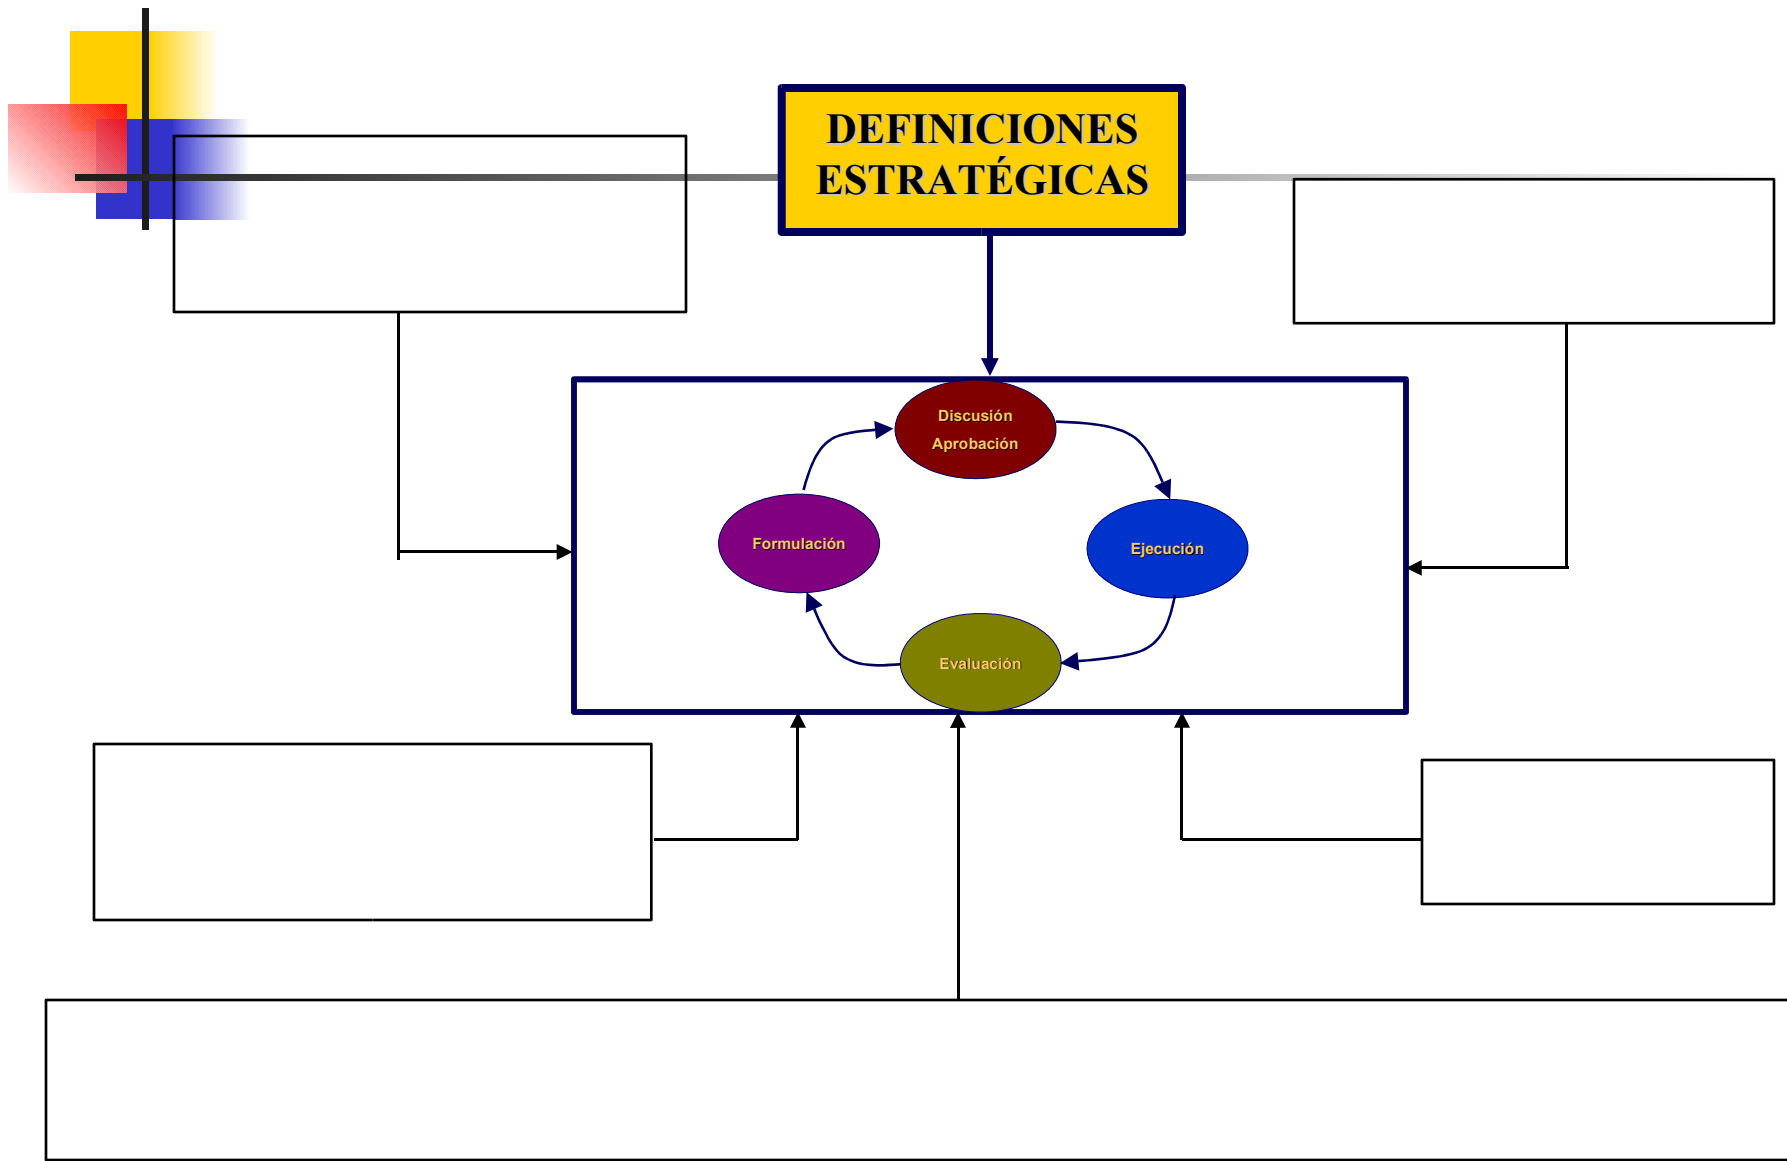 DEFINICIONES
ESTRATÉGICAS
Discusión
Aprobación
Formulación
Ejecución
Evaluación